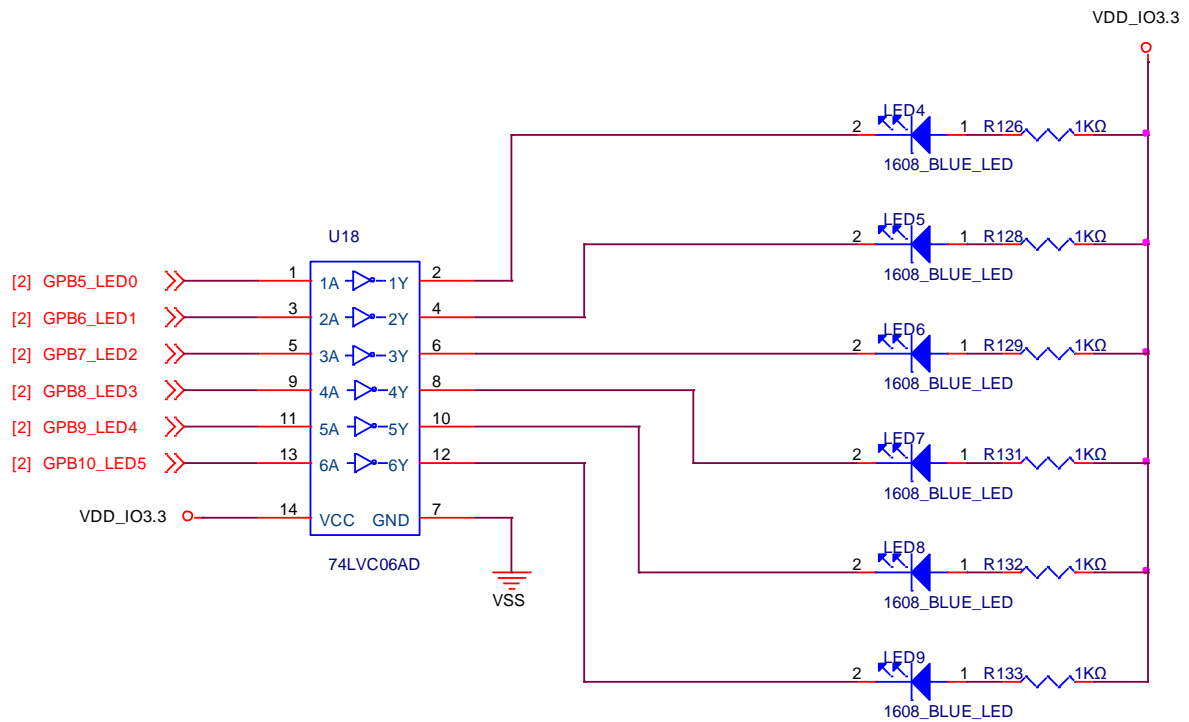 VDD_IO3.3
LED4
2 1 R126 1KΩ
1608_BLUE_LED
LED5
2 1 R128 1KΩ
1608_BLUE_LED
U18
[2] GPB5_LED0 1 1A 1Y 2
[2] GPB6_LED1 3 2A 2Y 4
LED6
[2] GPB7_LED2 5 3A 3Y 6 2 1 R129 1KΩ
1608_BLUE_LED
[2] GPB8_LED3 9 4A 4Y 8
[2] GPB9_LED4 11 5A 5Y 10
LED7
[2] GPB10_LED5 13 6A 6Y 12 2 1 R131 1KΩ
1608_BLUE_LED
VDD_IO3.3 14 VCC GND 7
LED8
74LVC06AD 2 1 R132 1KΩ
VSS 1608_BLUE_LED
LED9
2 1 R133 1KΩ
1608_BLUE_LED